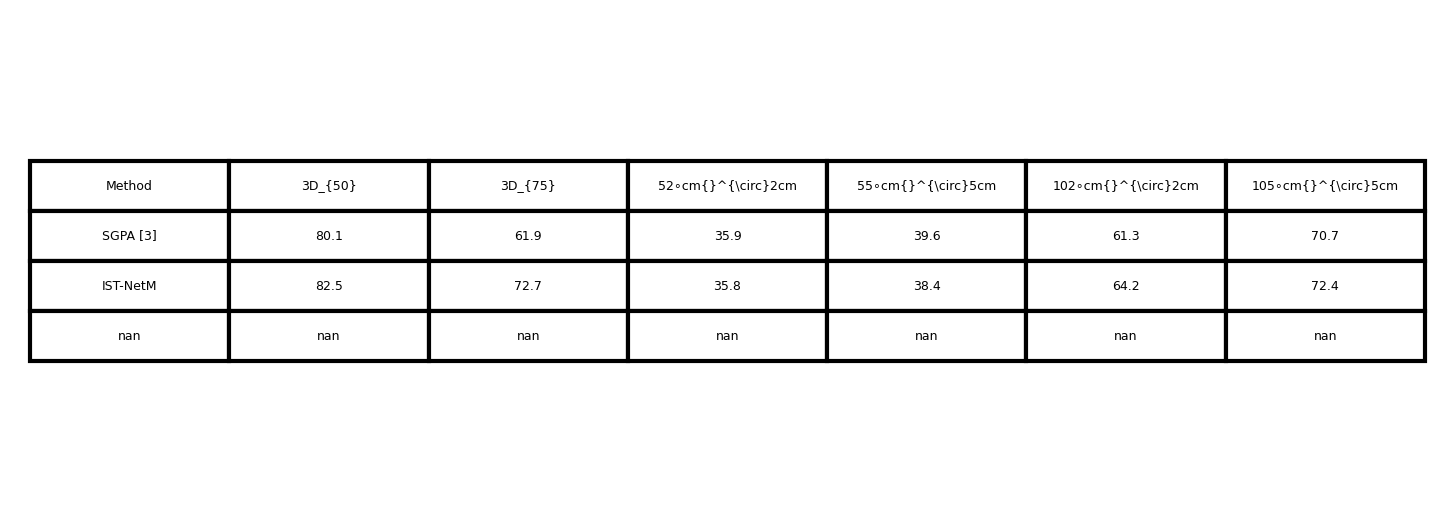 Method 3D_{50} 3D_{75} 52∘cm{}^{\circ}2cm 55∘cm{}^{\circ}5cm 102∘cm{}^{\circ}2cm 105∘cm{}^{\circ}5cm
SGPA [3] 80.1 61.9 35.9 39.6 61.3 70.7
IST-NetM 82.5 72.7 35.8 38.4 64.2 72.4
nan nan nan nan nan nan nan